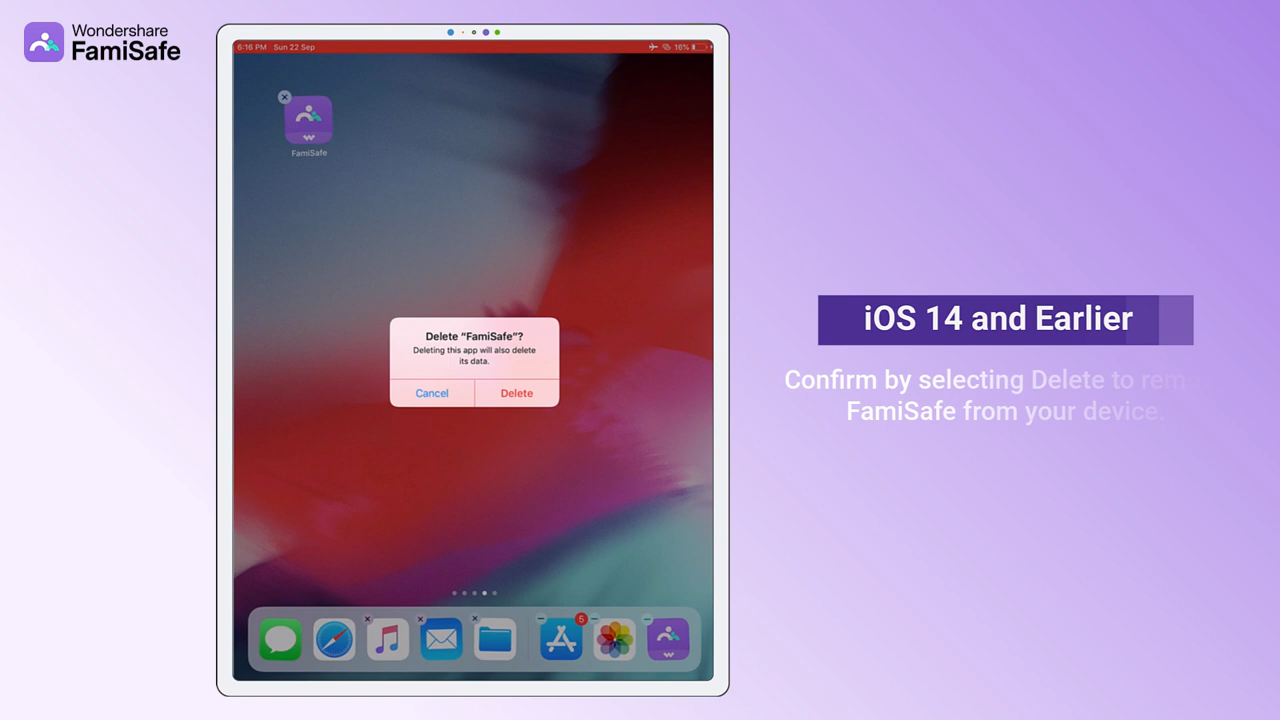 Wondershare
FamiSafe
6:16 PM Sun 22 Sep
16%
FamiSafe
Delete “FamiSafe”?
Deleting this app will also delete
its data.
Cancel
Delete
5
iOS 14 and Earlier
Confirm by selecting Delete to rem
FamiSafe from your device.